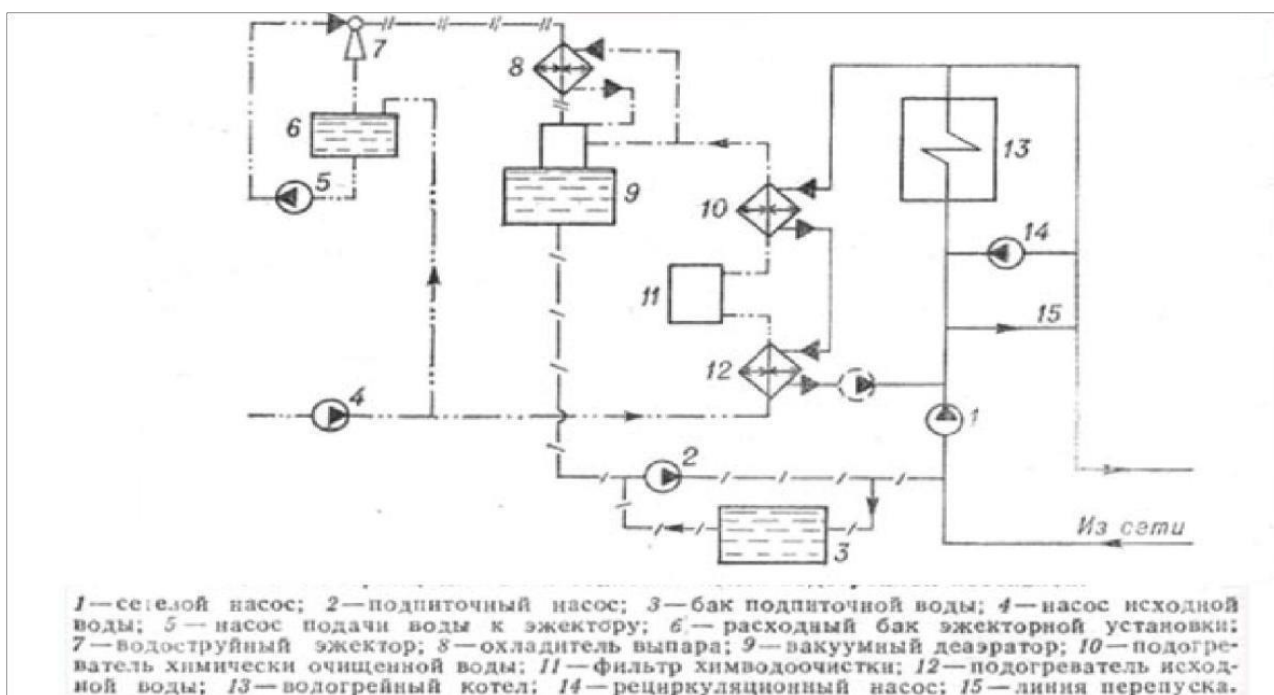 7
8
6
13
5
9
10
14
11
15
12
4
1
2
Из сети
3
1—сетевой насос; 2—подпиточный насос; 3—бак подпиточной воды; 4—насос исходной
воды; 5—насос подачи воды к эжектору; 6—расходный бак эжекторной установки;
7—водоструйный эжектор; 8—охладитель выпара; 9—вакуумный деаэратор; 10—подогре-
ватель химически очищенной воды; 11—фильтр химводоочистки; 12—подогреватель исход-
ной воды; 13—водогрейный котел; 14—рециркуляционный насос; 15—линия перепуска.